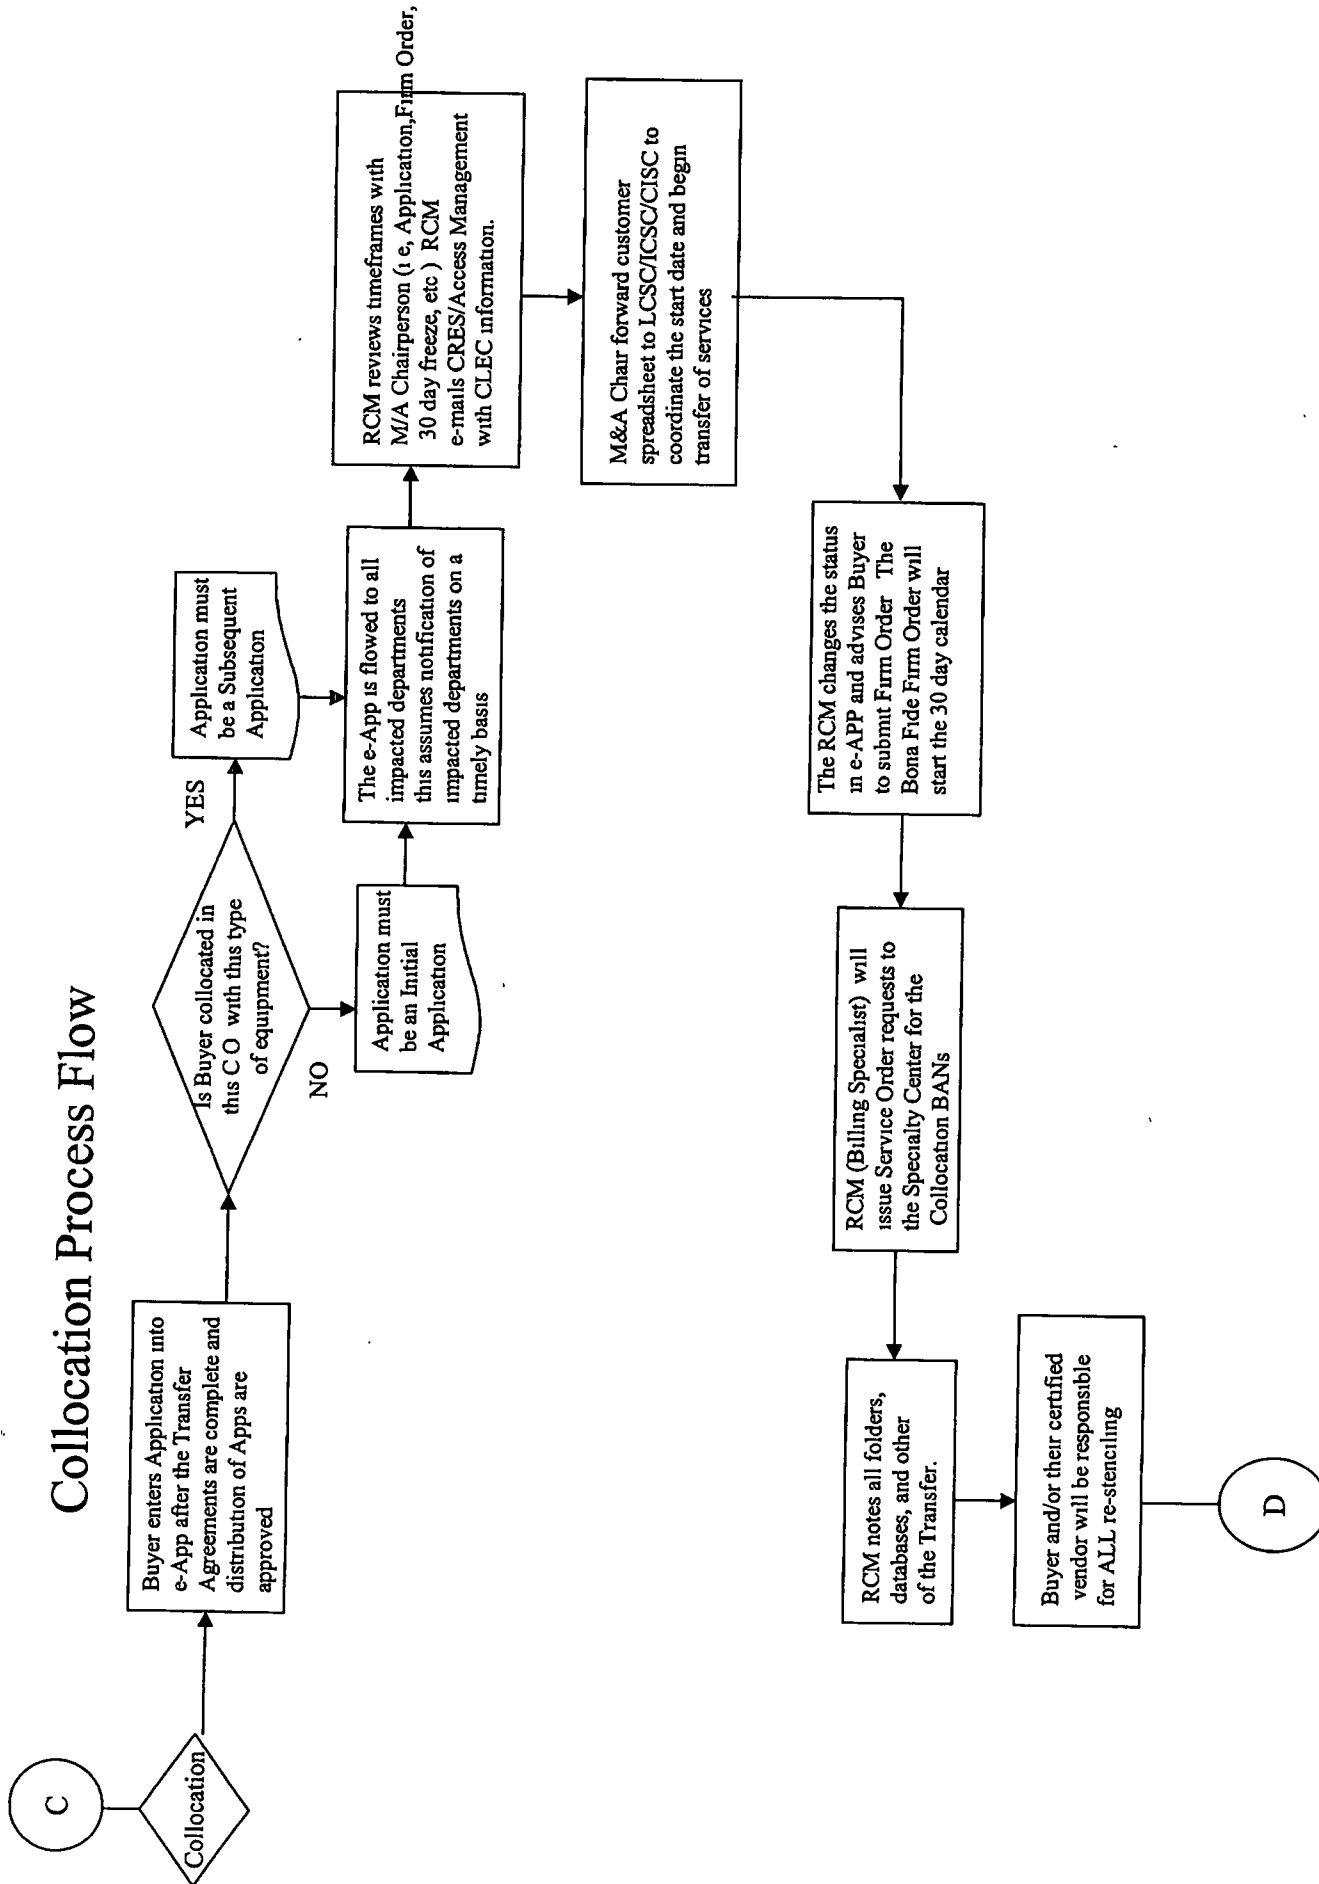 Collocation Process Flow
C
Collocation
Buyer enters Application into
e-App after the Transfer
Agreements are complete and
distribution of Apps are
approved
Is Buyer collocated in
this C O with this type
of equipment?
YES
NO
Application must
be a Subsequent
Application
Application must
be an Initial
Application
The e-App is flowed to all
impacted departments
this assumes notification of
impacted departments on a
timely basis
RCM reviews timeframes with
M/A Chairperson (i e, Application,Firm Order,
30 day freeze, etc ) RCM
e-mails CRES/Access Management
with CLEC information.
M&A Chair forward customer
spreadsheet to LCSC/ICSC/CISC to
coordinate the start date and begin
transfer of services
The RCM changes the status
in e-APP and advises Buyer
to submit Firm Order The
Bona Fide Firm Order will
start the 30 day calendar
RCM (Billing Specialist) will
issue Service Order requests to
the Specialty Center for the
Collocation BANs
RCM notes all folders,
databases, and other
of the Transfer.
Buyer and/or their certified
vendor will be responsible
for ALL re-stenciling
D